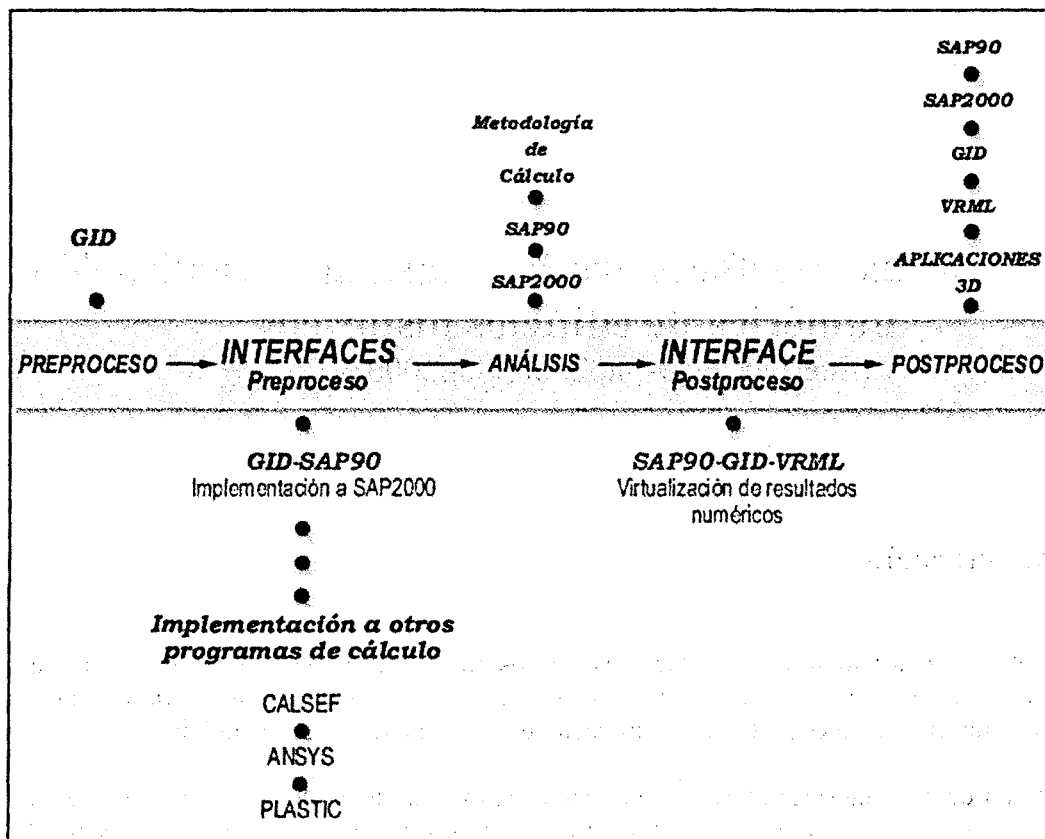 SAP90
SAP2000
GID
VRML
APLICACIONES
3D
Metodología
de
Cálculo
SAP90
SAP2000
GID
PREPROCESO
INTERFACES
Preproceso
ANÁLISIS
INTERFACE
Postproceso
POSTPROCESO
GID-SAP90
Implementación a SAP2000
SAP90-GID-VRML
Virtualización de resultados
numéricos
Implementación a otros
programas de cálculo
CALSEF
ANSYS
PLASTIC